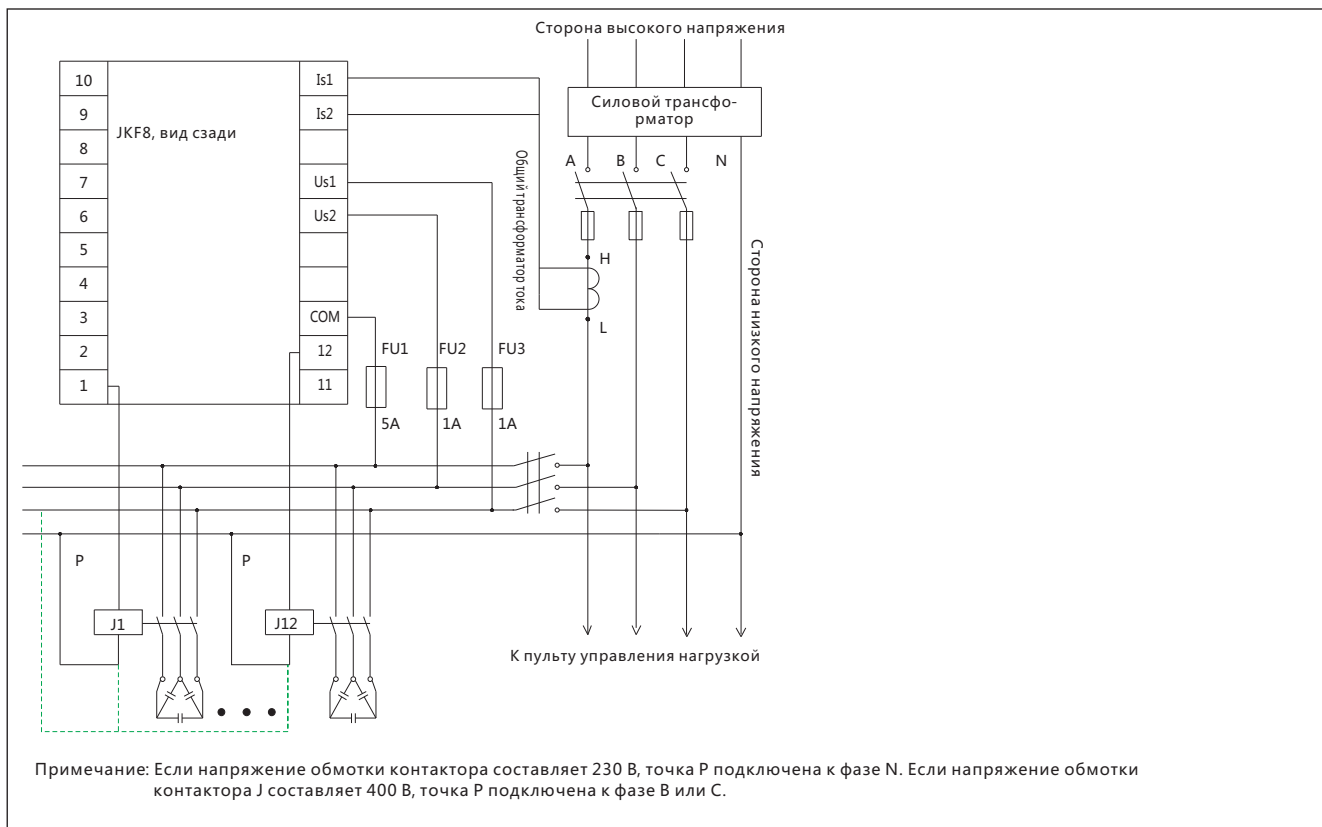 Сторона высокого напряжения
10
9
8
7
6
5
4
3
2
1
JKF8, вид сзади
Is1
Is2
Us1
Us2
COM
12
11
Силовой трансфо-
рматор
A
B
C
N
Общий трансформатор тока
H
L
Сторона низкого напряжения
FU1
FU2
FU3
5A
1A
1A
P
P
J1
J12
К пульту управления нагрузкой
Примечание: Если напряжение обмотки контактора составляет 230 В, точка P подключена к фазе N. Если напряжение обмотки
контактора J составляет 400 В, точка P подключена к фазе B или C.